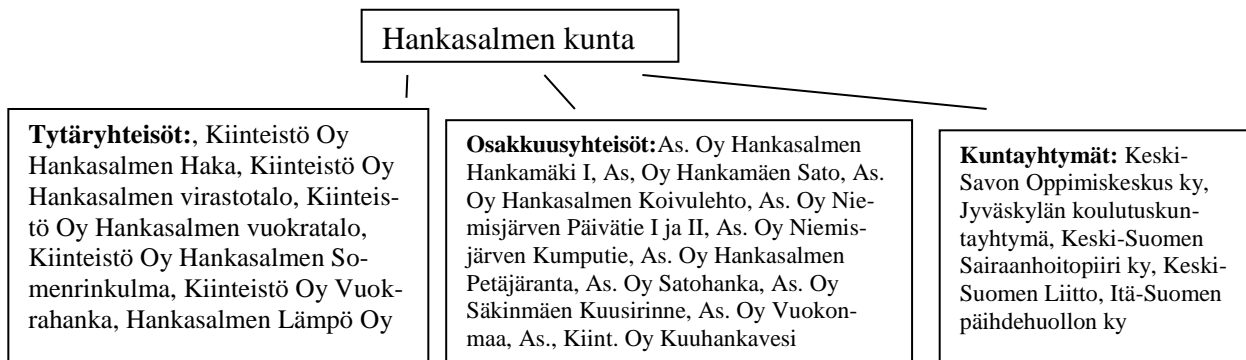 Hankasalmen kunta
Tytäryhteisöt:, Kiinteistö Oy
Hankasalmen Haka, Kiinteistö Oy
Hankasalmen virastotalo, Kiinteis-
tö Oy Hankasalmen vuokratalo,
Kiinteistö Oy Hankasalmen So-
menrinkulma, Kiinteistö Oy Vuok-
rahanka, Hankasalmen Lämpö Oy
Osakkuusyhteisöt:As. Oy Hankasalmen
Hankamäki I, As, Oy Hankamäen Sato, As.
Oy Hankasalmen Koivulehto, As. Oy Nie-
misjärven Päivätie I ja II, As. Oy Niemis-
järven Kumputie, As. Oy Hankasalmen
Petäjäranta, As. Oy Satohanka, As. Oy
Säkinmäen Kuusirinne, As. Oy Vuokon-
maa, As., Kiint. Oy Kuuhankavesi
Kuntayhtymät: Keski-
Savon Oppimiskeskus ky,
Jyväskylän koulutuskun-
tayhtymä, Keski-Suomen
Sairaanhoitopiiri ky, Keski-
Suomen Liitto, Itä-Suomen
päihdehuollon ky